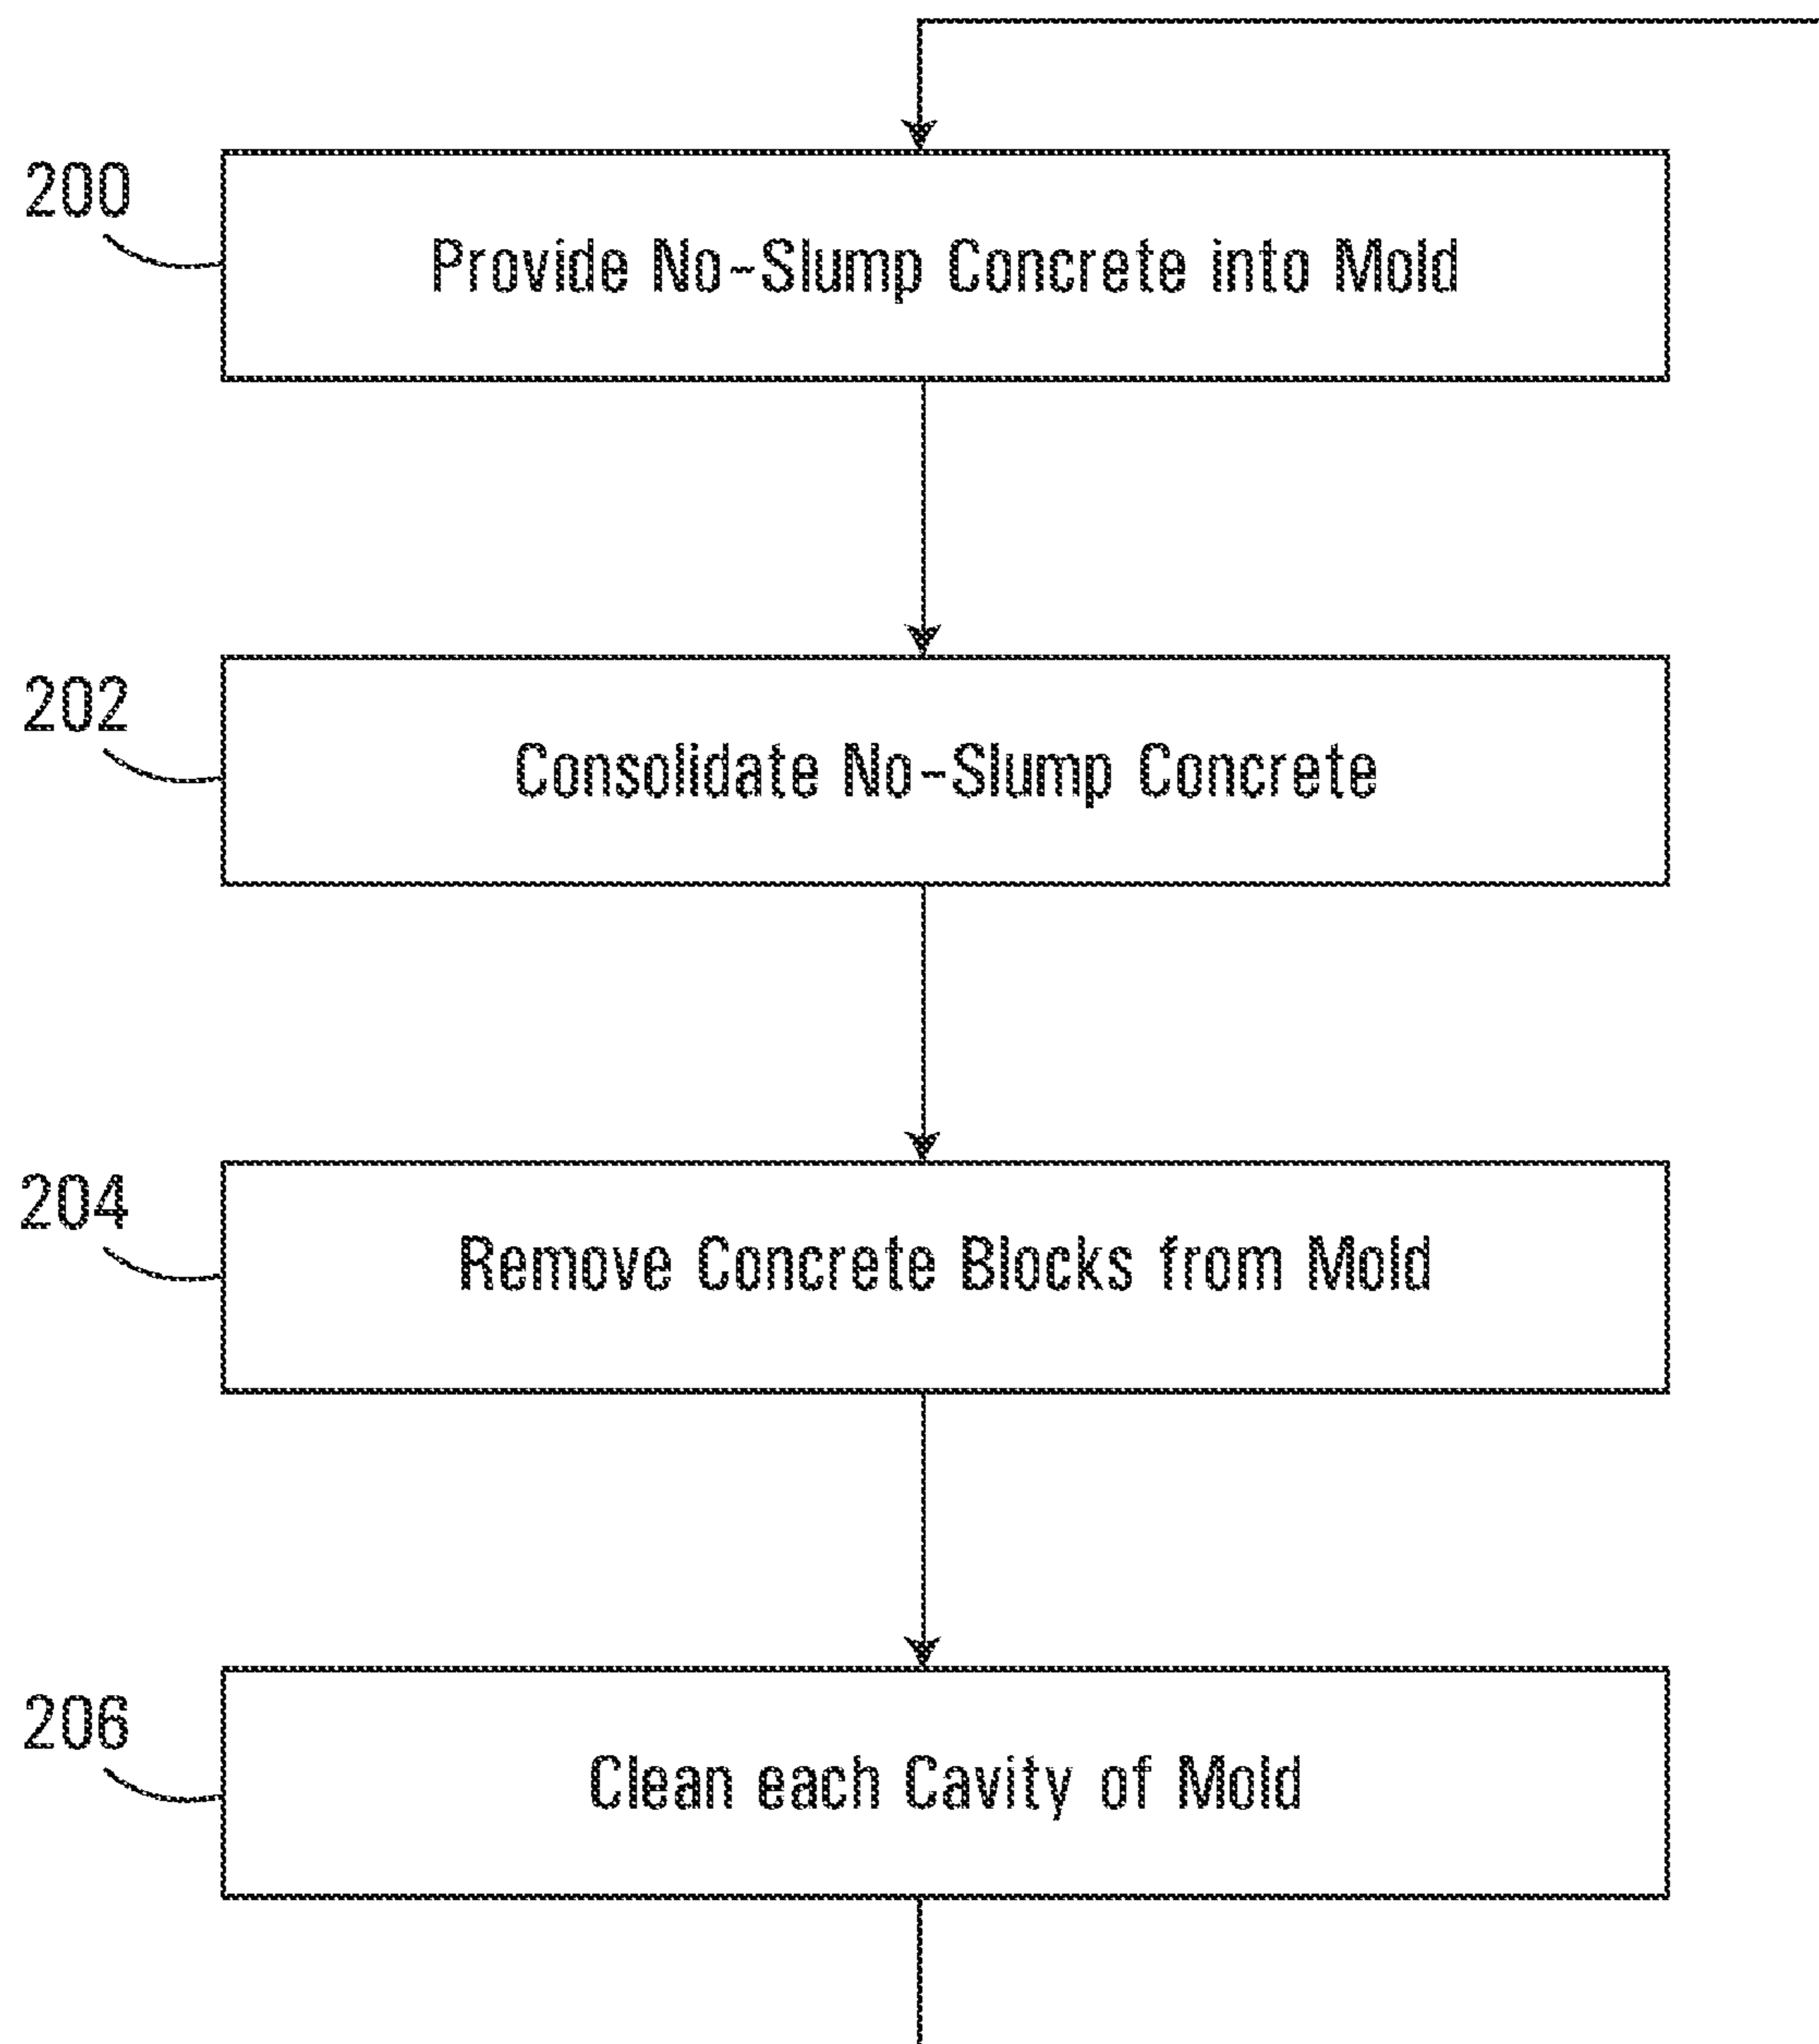 200
Provide No-Slump Concrete into Mold
202
Consolidate No-Slump Concrete
204
Remove Concrete Blocks from Mold
206
Clean each Cavity of Mold